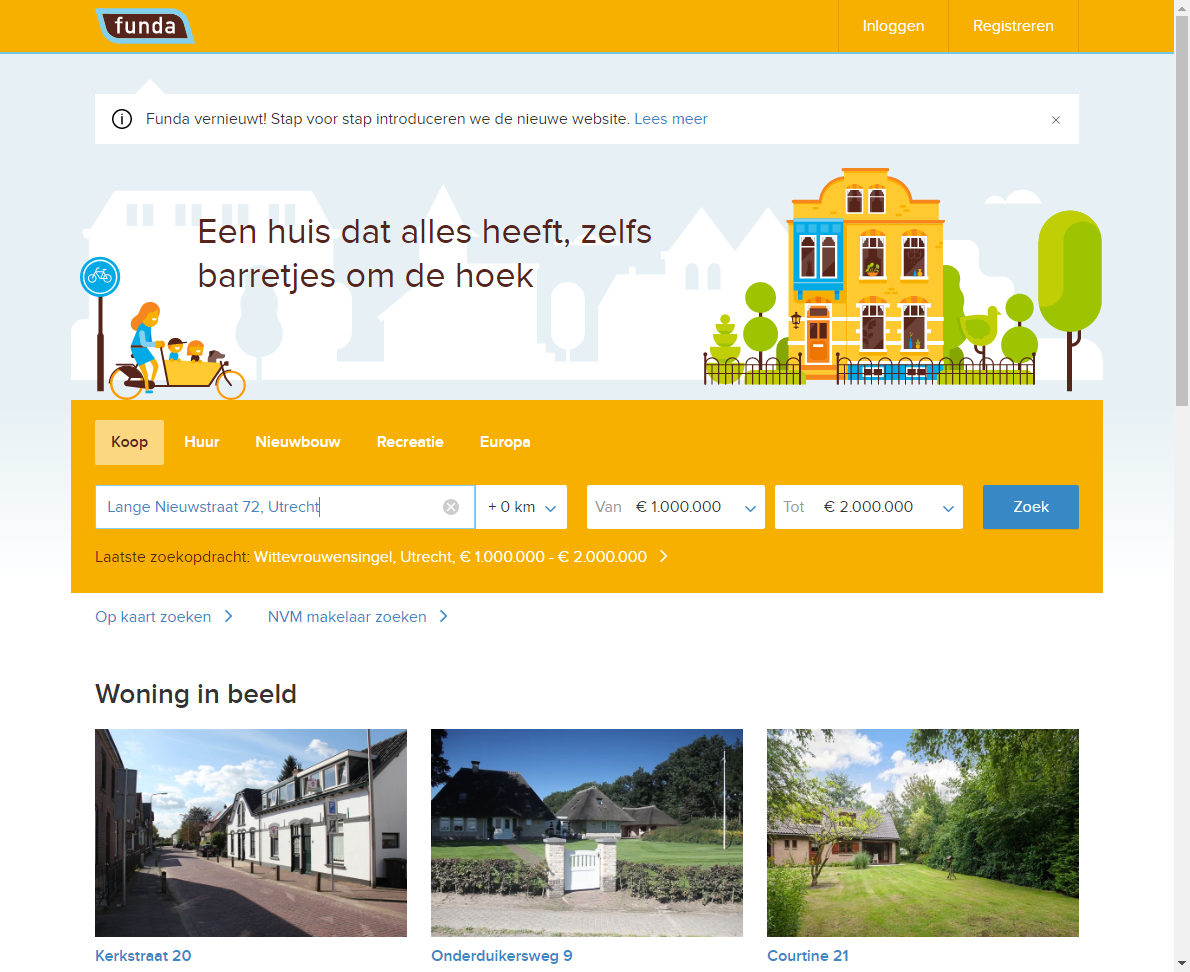 funda
Inloggen
Registreren
Funda vernieuwt! Stap voor stap introduceren we de nieuwe website. Lees meer
Een huis dat alles heeft, zelfs
barretjes om de hoek
Koop
Huur
Nieuwbouw
Recreatie
Europa
Lange Nieuwstraat 72, Utrecht
+ 0 km
Van € 1.000.000
Tot € 2.000.000
Zoek
Laatste zoekopdracht: Wittevrouwensingel, Utrecht, € 1.000.000 - € 2.000.000
Op kaart zoeken
NVM makelaar zoeken
Woning in beeld
Kerkstraat 20
Onderduikersweg 9
Courtine 21